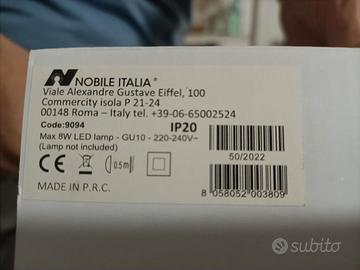 NOBILE ITALIA®
Viale Alexandre Gustave Eiffel, 100
Commercity isola P 21-24
00148 Roma – Italy tel. +39-06-65002524
Code:9094
IP20
Max 8W LED lamp - GU10 - 220-240V~
(Lamp not included)
50/2022
CE
0.5m
MADE IN P.R.C.
8 058052 003809
subito